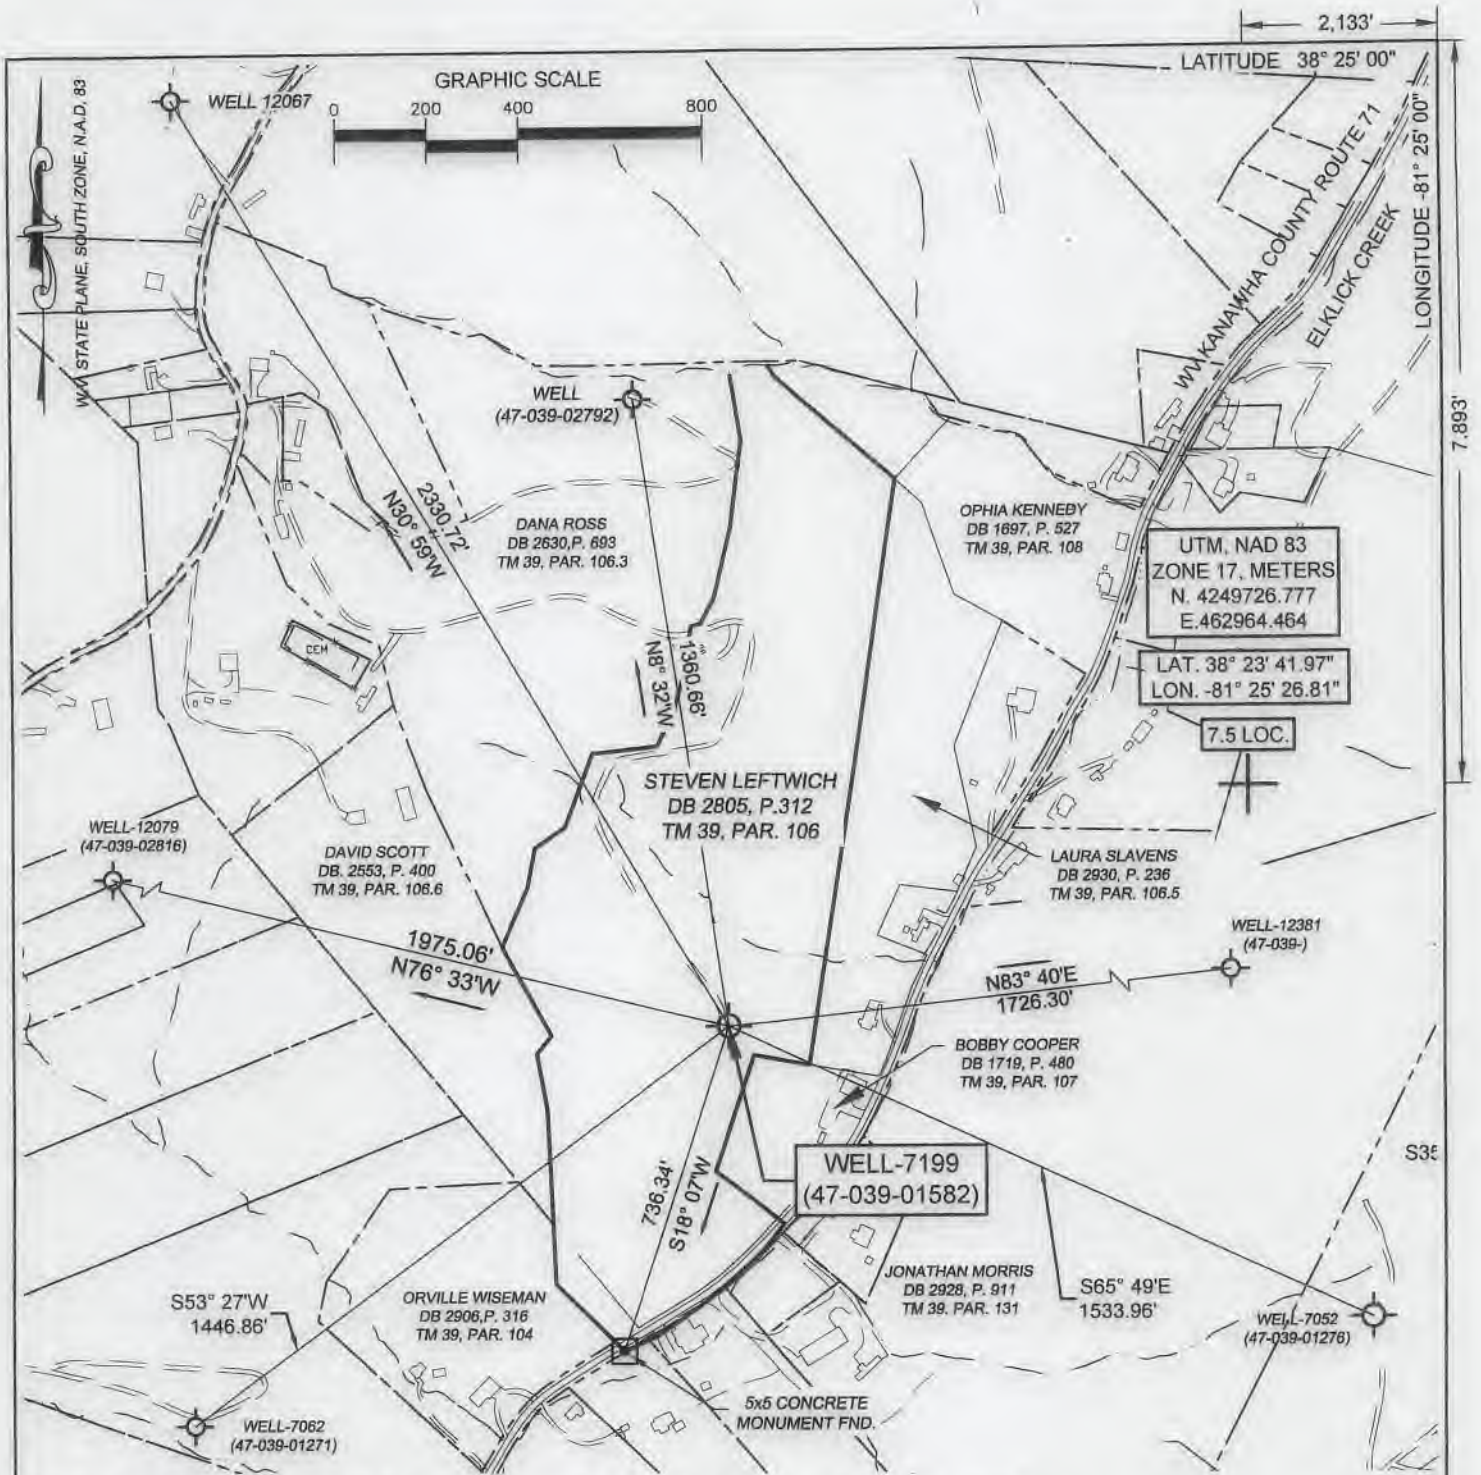 2,133'
LATITUDE 38° 25' 00"
LONGITUDE -81° 25' 00"
7.893'
GRAPHIC SCALE
0 200 400 800
WELL 12067
WV STATE PLANE, SOUTH ZONE, N.A.D. 83
WV KANAWHA COUNTY ROUTE 71
ELKLICK CREEK
WELL
(47-039-02792)
2330.72'
N30° 59'W
DANA ROSS
DB 2630,P. 693
TM 39, PAR. 106.3
OPHIA KENNEBY
DB 1697, P. 527
TM 39, PAR. 108
UTM, NAD 83
ZONE 17, METERS
N. 4249726.777
E.462964.464
LAT. 38° 23' 41.97"
LON. -81° 25' 26.81"
7.5 LOC.
CEM
1360.66'
N8° 32'W
STEVEN LEFTWICH
DB 2805, P.312
TM 39, PAR. 106
WELL-12079
(47-039-02816)
DAVID SCOTT
DB. 2553, P. 400
TM 39, PAR. 106.6
LAURA SLAVENS
DB 2930, P. 236
TM 39, PAR. 106.5
WELL-12381
(47-039-)
1975.06'
N76° 33'W
N83° 40'E
1726.30'
BOBBY COOPER
DB 1719, P. 480
TM 39, PAR. 107
WELL-7199
(47-039-01582)
S35
736.34'
S18° 07'W
S53° 27'W
1446.86'
ORVILLE WISEMAN
DB 2906,P. 316
TM 39, PAR. 104
JONATHAN MORRIS
DB 2928, P. 911
TM 39. PAR. 131
S65° 49'E
1533.96'
WELL-7052
(47-039-01276)
5x5 CONCRETE
MONUMENT FND.
WELL-7062
(47-039-01271)